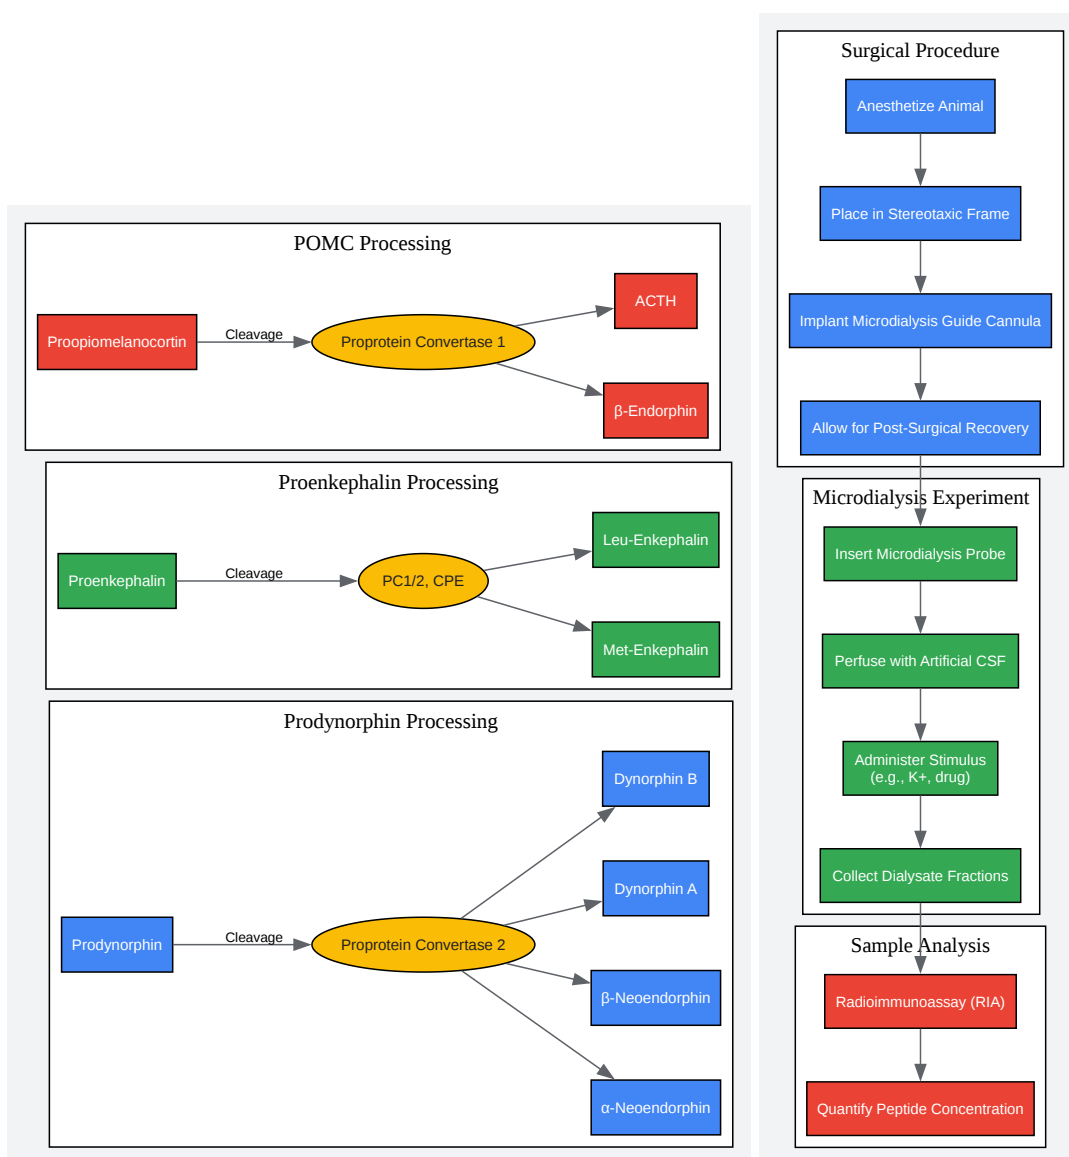 POMC Processing
Proopiomelanocortin
Cleavage
Proprotein Convertase 1
ACTH
β-Endorphin
Proenkephalin Processing
Proenkephalin
Cleavage
PC1/2, CPE
Leu-Enkephalin
Met-Enkephalin
Prodynorphin Processing
Prodynorphin
Cleavage
Proprotein Convertase 2
Dynorphin B
Dynorphin A
β-Neoendorphin
α-Neoendorphin
Surgical Procedure
Anesthetize Animal
Place in Stereotaxic Frame
Implant Microdialysis Guide Cannula
Allow for Post-Surgical Recovery
Microdialysis Experiment
Insert Microdialysis Probe
Perfuse with Artificial CSF
Administer Stimulus
(e.g., K+, drug)
Collect Dialysate Fractions
Sample Analysis
Radioimmunoassay (RIA)
Quantify Peptide Concentration